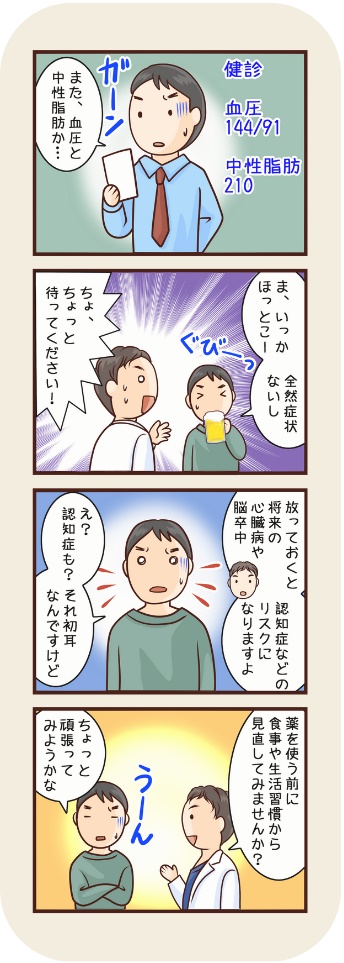 また、血圧と
中性脂肪か…
ガーン
健診
血圧
144/91
中性脂肪
210
ま、いっか
ほっとこー
全然症状
ないし
ぐびーっ
ちょ、
ちょっと
待ってください！
放っておくと
将来の
心臓病や
脳卒中
認知症などの
リスクに
なりますよ
え？
認知症も？
それ初耳
なんですけど
薬を使う前に
食事や生活習慣から
見直してみませんか？
うーん
ちょっと
頑張って
みようかな